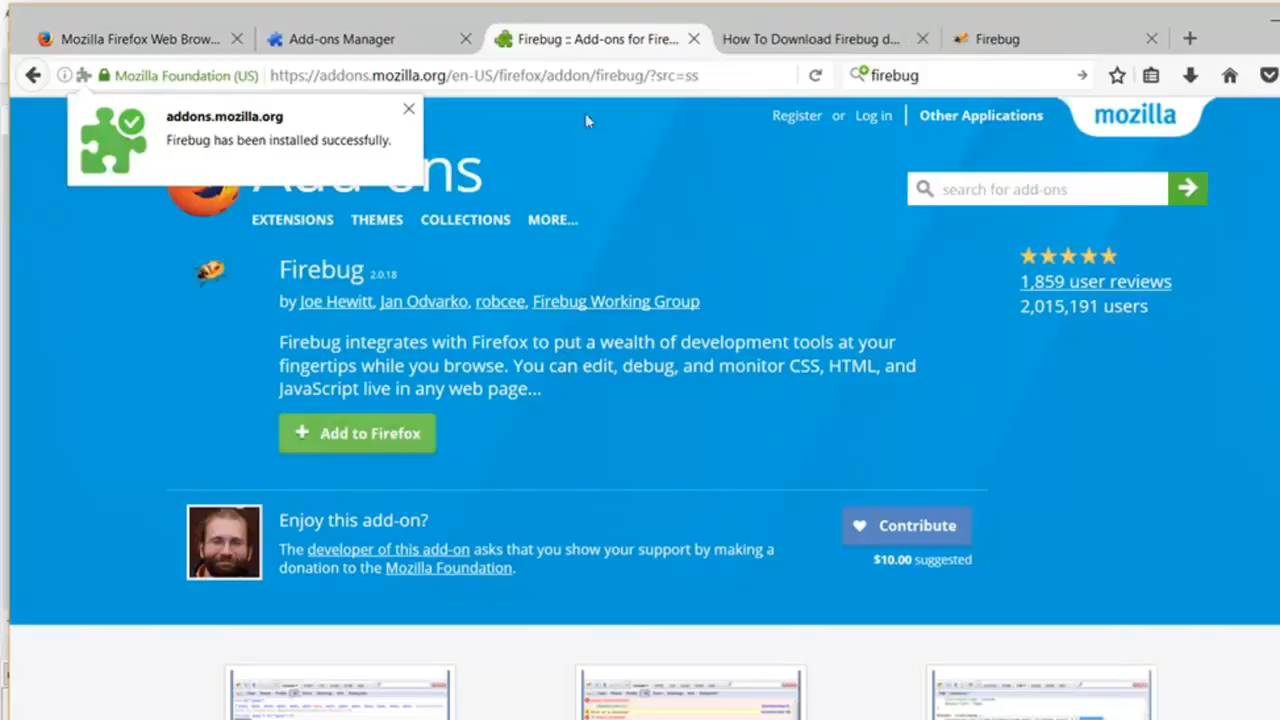 Mozilla Firefox Web Brow...
Add-ons Manager
Firebug :: Add-ons for Fire...
How To Download Firebug d...
Firebug
Mozilla Foundation (US)
https://addons.mozilla.org/en-US/firefox/addon/firebug/?src=ss
firebug
addons.mozilla.org
Firebug has been installed successfully.
Register or Log in
Other Applications
mozilla
Add-ons
search for add-ons
EXTENSIONS THEMES COLLECTIONS MORE...
Firebug 2.0.18
by Joe Hewitt, Jan Odvarko, robcee, Firebug Working Group
1,859 user reviews
2,015,191 users
Firebug integrates with Firefox to put a wealth of development tools at your
fingertips while you browse. You can edit, debug, and monitor CSS, HTML, and
JavaScript live in any web page...
Add to Firefox
Enjoy this add-on?
The developer of this add-on asks that you show your support by making a
donation to the Mozilla Foundation.
Contribute
$10.00 suggested